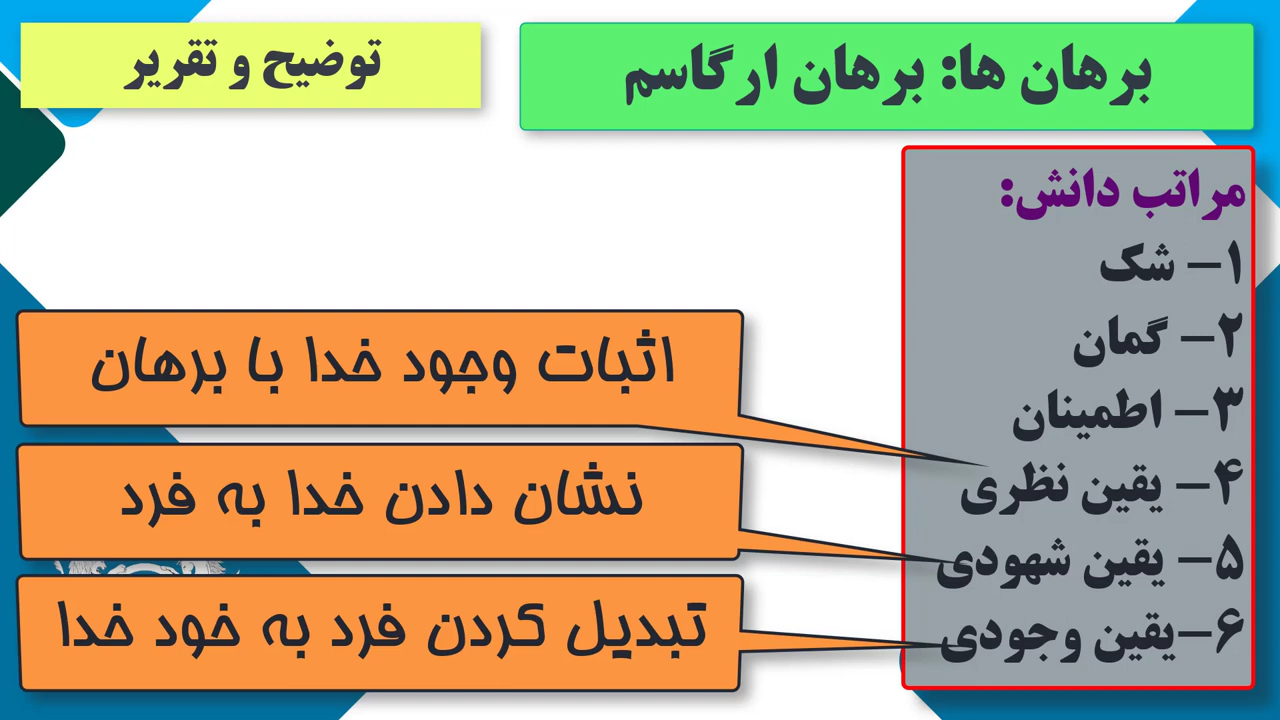 برهان ها: برهان ارگاسم
توضیح و تقریر
مراتب دانش:
۱- شک
۲- گمان
۳- اطمینان
۴- یقین نظری
۵- یقین شهودی
۶-یقین وجودی
اثبات وجود خدا با برهان
نشان دادن خدا به فرد
تبدیل کردن فرد به خود خدا